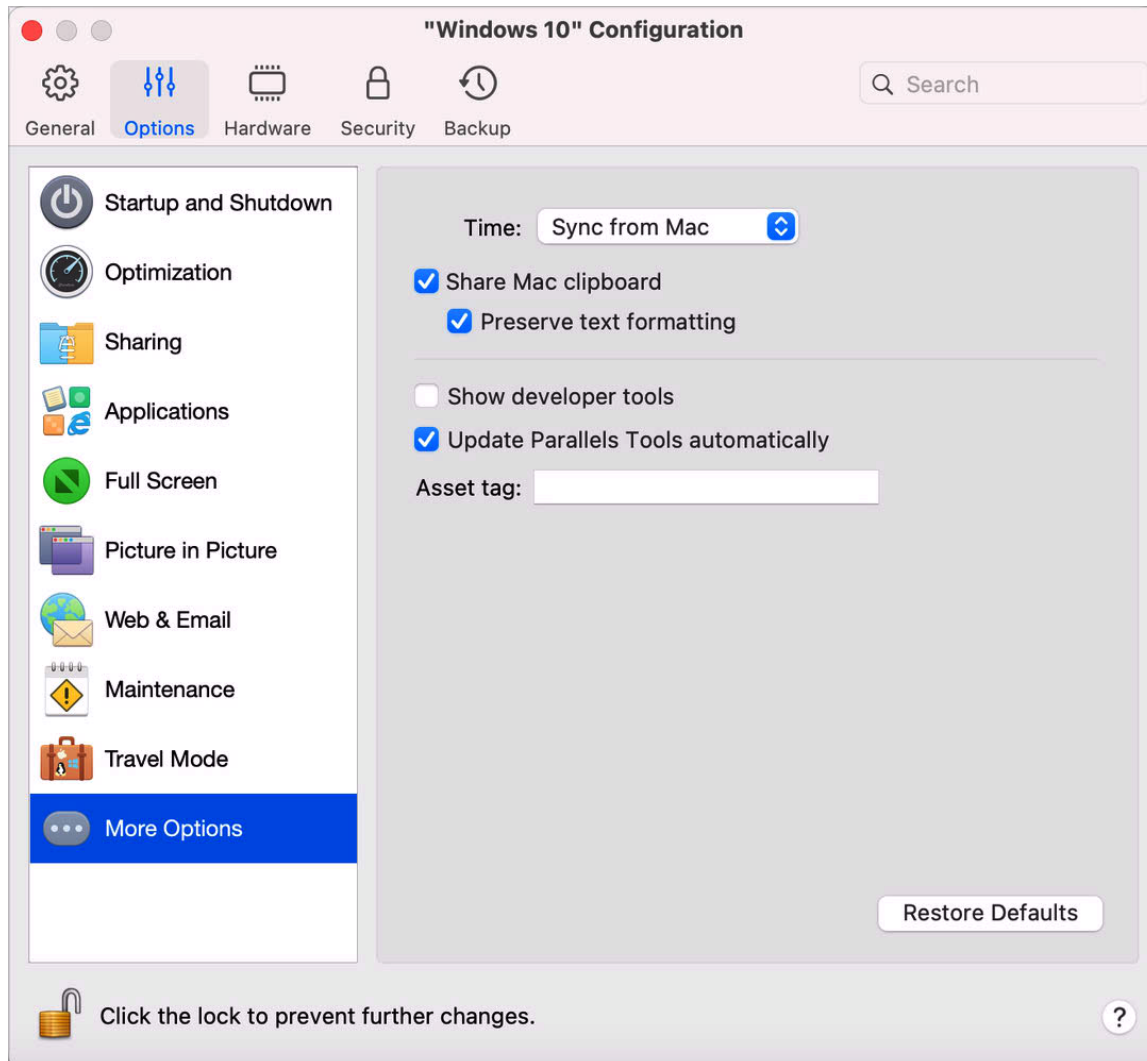 "Windows 10" Configuration
General
Options
Hardware
Security
Backup
Search
Startup and Shutdown
Optimization
Sharing
Applications
Full Screen
Picture in Picture
Web & Email
Maintenance
Travel Mode
More Options
Time: Sync from Mac
Share Mac clipboard
Preserve text formatting
Show developer tools
Update Parallels Tools automatically
Asset tag:
Restore Defaults
Click the lock to prevent further changes.
?